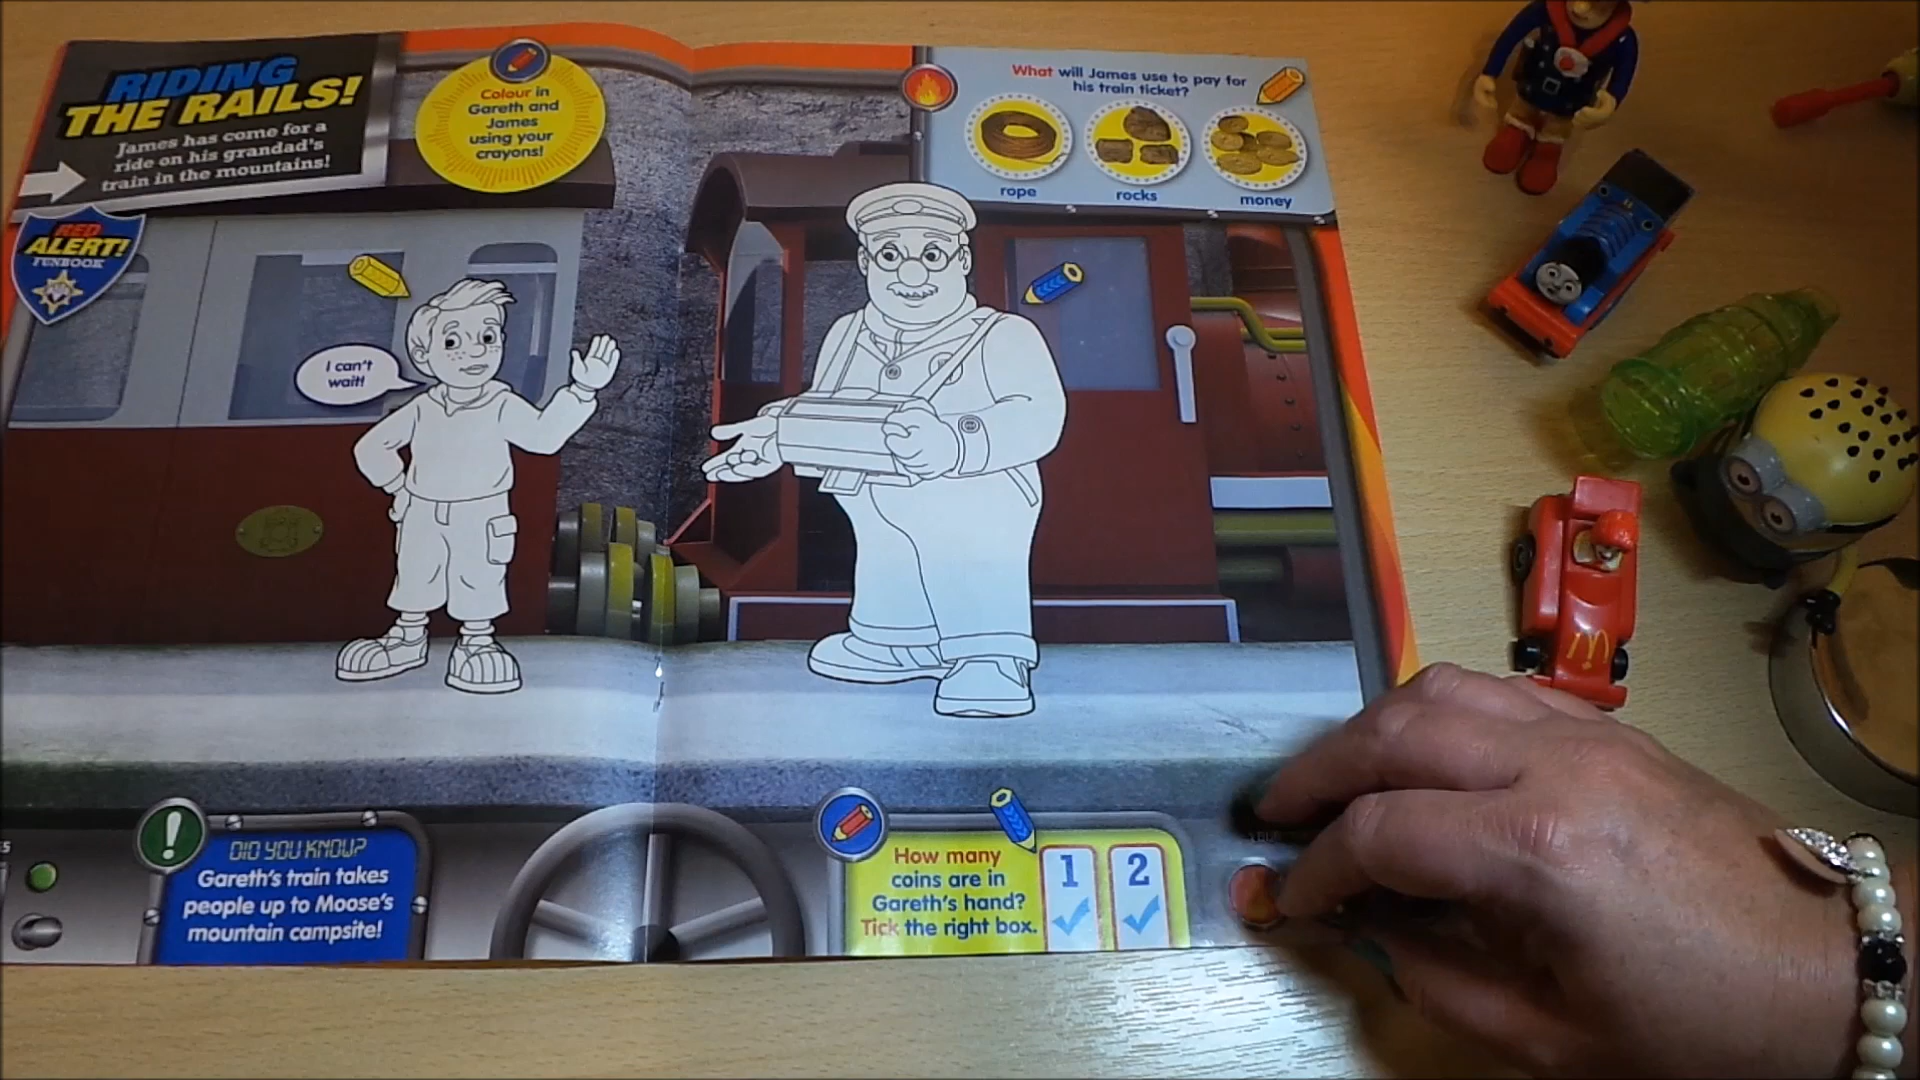 RIDING
THE RAILS!
James has come for a
ride on his grandad's
train in the mountains!
Colour in
Gareth and
James
using your
crayons!
What will James use to pay for
his train ticket?
rope
rocks
money
RED
ALERT!
FUNBOOK
I can't
wait!
DID YOU KNOW?
Gareth's train takes
people up to Moose's
mountain campsite!
How many
coins are in
Gareth's hand?
Tick the right box.
1
2